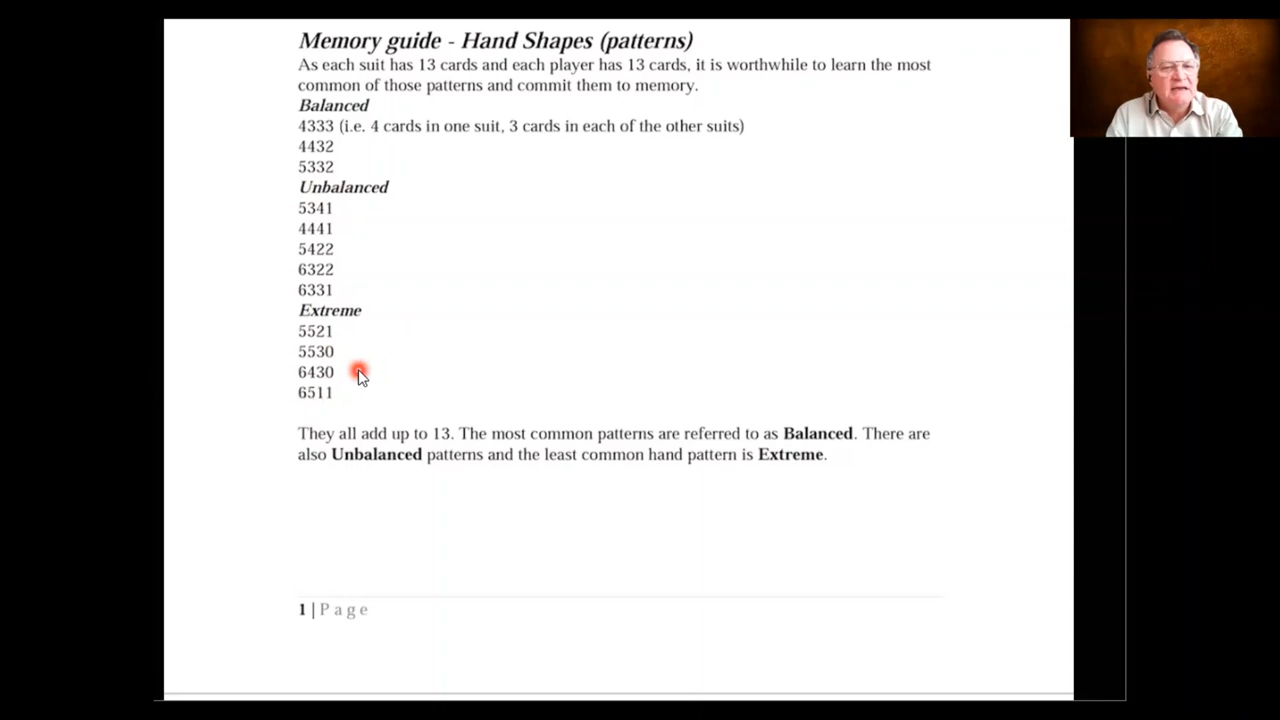 Memory guide - Hand Shapes (patterns)
As each suit has 13 cards and each player has 13 cards, it is worthwhile to learn the most
common of those patterns and commit them to memory.
Balanced
4333 (i.e. 4 cards in one suit, 3 cards in each of the other suits)
4432
5332
Unbalanced
5341
4441
5422
6322
6331
Extreme
5521
5530
6430
6511
They all add up to 13. The most common patterns are referred to as Balanced. There are
also Unbalanced patterns and the least common hand pattern is Extreme.
1 | Page